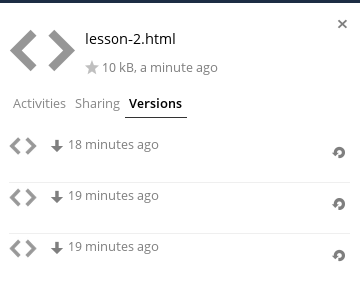 lesson-2.html
10 kB, a minute ago
Activities Sharing Versions
18 minutes ago
19 minutes ago
19 minutes ago